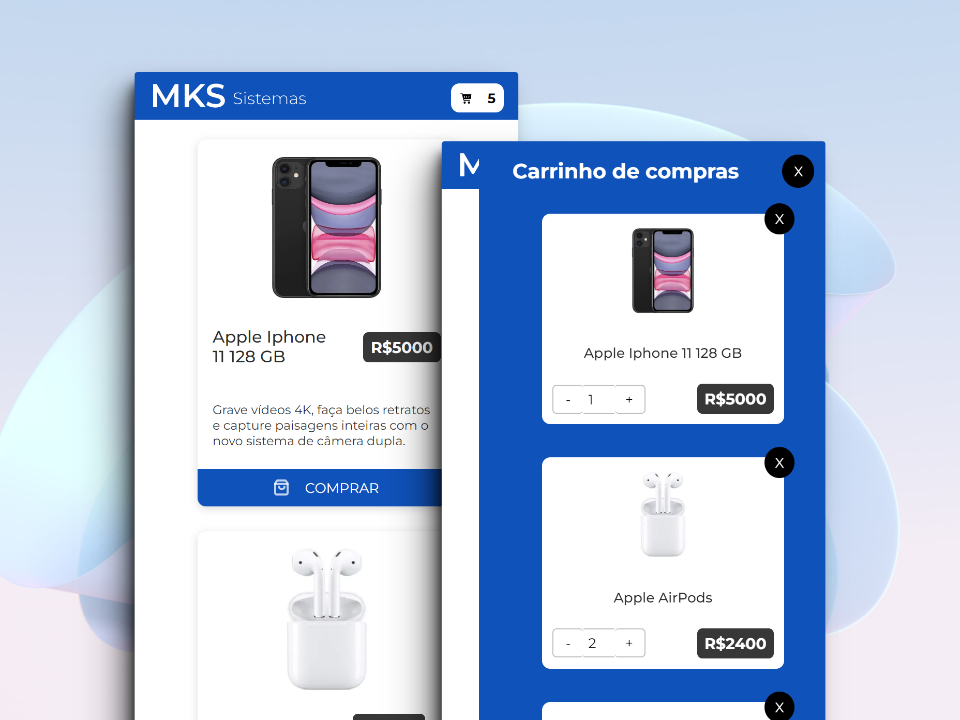 MKS Sistemas
5
Apple Iphone
11 128 GB
R$5000
Grave vídeos 4K, faça belos retratos
e capture paisagens inteiras com o
novo sistema de câmera dupla.
COMPRAR
M
Carrinho de compras
X
X
Apple Iphone 11 128 GB
- 1 +
R$5000
X
Apple AirPods
- 2 +
R$2400
X